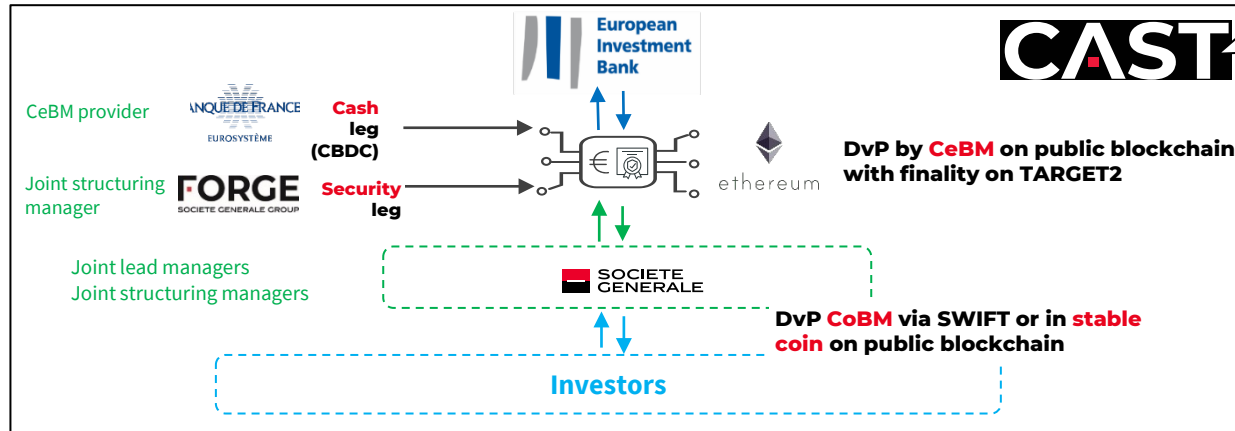 European
Investment
Bank
CAST
CeBM provider
ANQUE DE FRANCE
EUROSYSTÈME
Cash
leg
(CBDC)
€
ethereum
DvP by CeBM on public blockchain
with finality on TARGET2
Joint structuring
manager
FORGE
SOCIETE GENERALE GROUP
Security
leg
Joint lead managers
Joint structuring managers
SOCIETE
GENERALE
DvP CoBM via SWIFT or in stable
coin on public blockchain
Investors